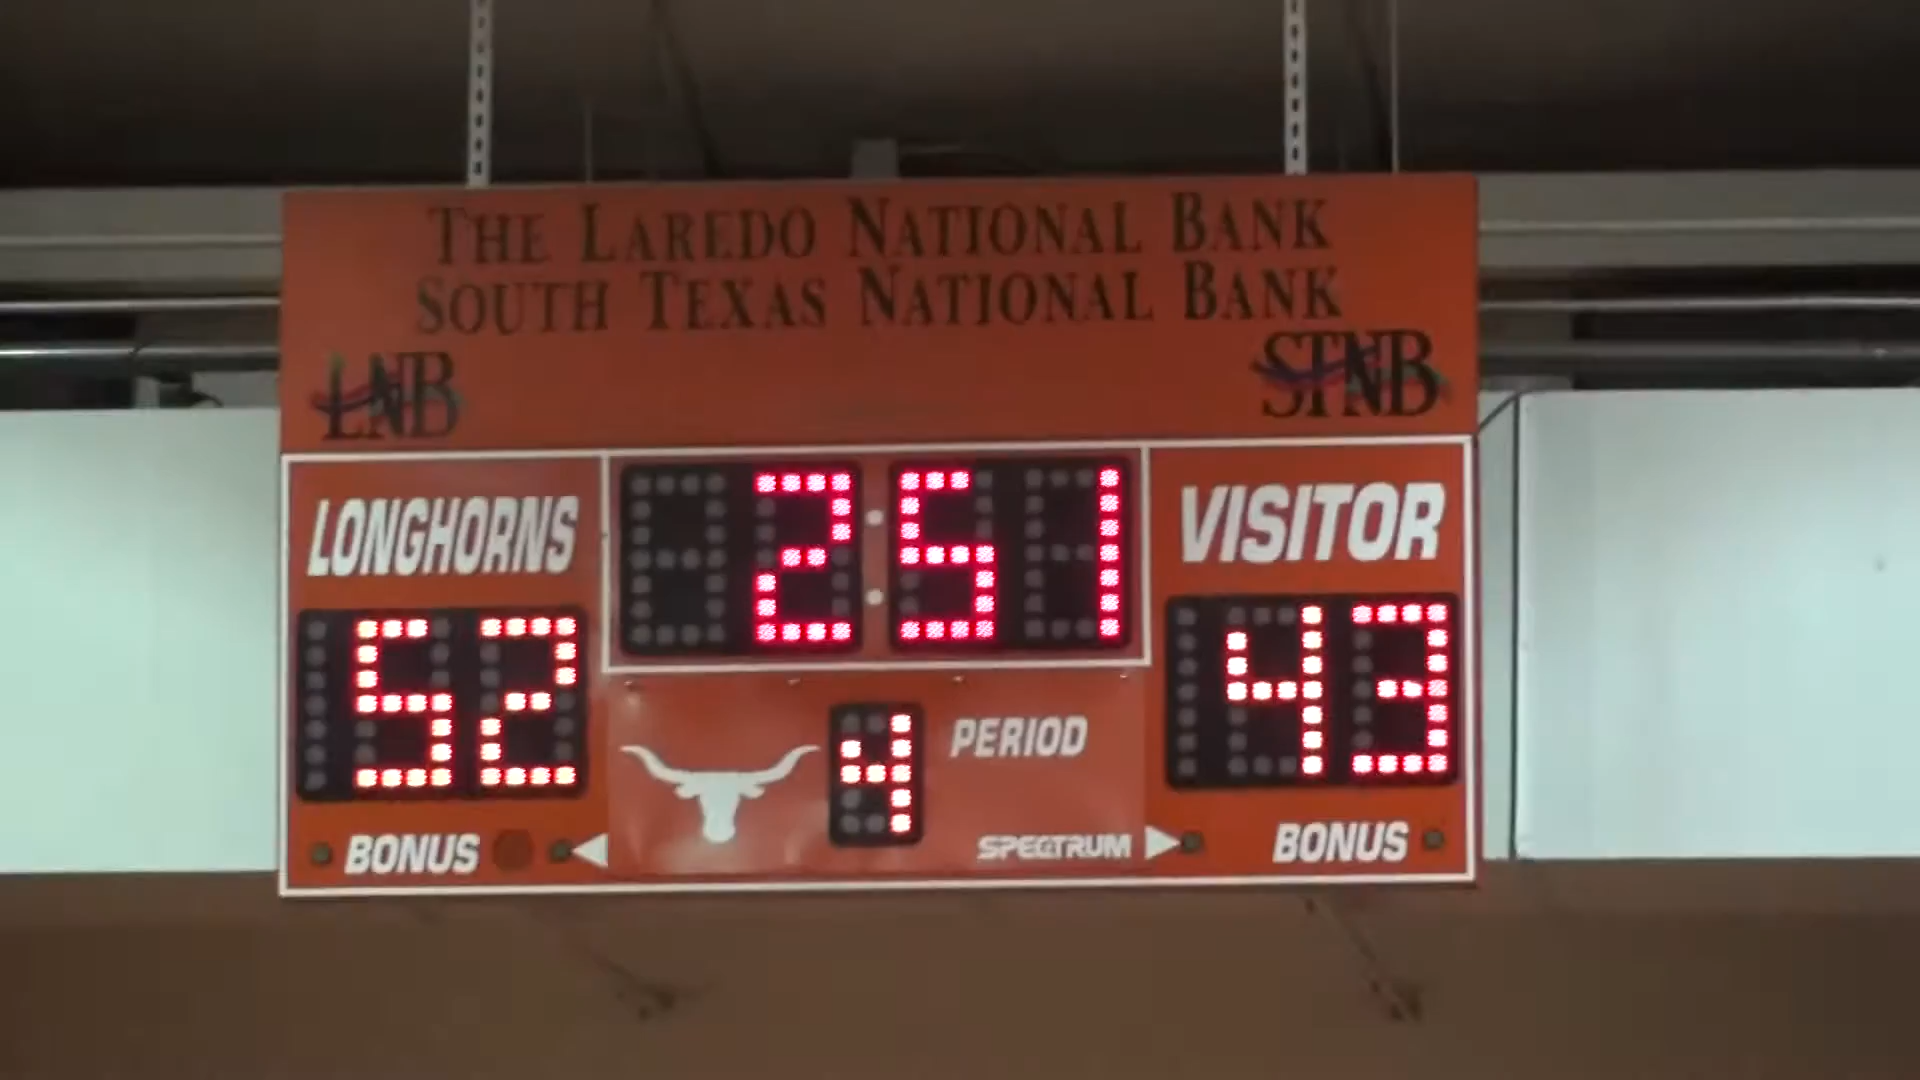 THE LAREDO NATIONAL BANK
SOUTH TEXAS NATIONAL BANK
LNB STNB
LONGHORNS 2:51 VISITOR
52 43
4 PERIOD
BONUS SPECTRUM BONUS